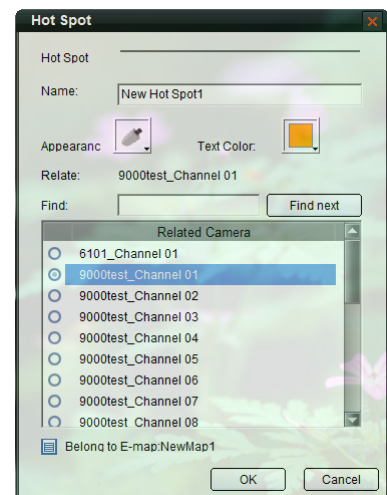 Hot Spot
Hot Spot
Name: New Hot Spot1
Appearanc Text Color:
Relate: 9000test_Channel 01
Find: Find next
Related Camera
6101_Channel 01
9000test_Channel 01
9000test_Channel 02
9000test_Channel 03
9000test_Channel 04
9000test_Channel 05
9000test_Channel 06
9000test_Channel 07
9000test_Channel 08
Belong to E-map:NewMap1
OK Cancel